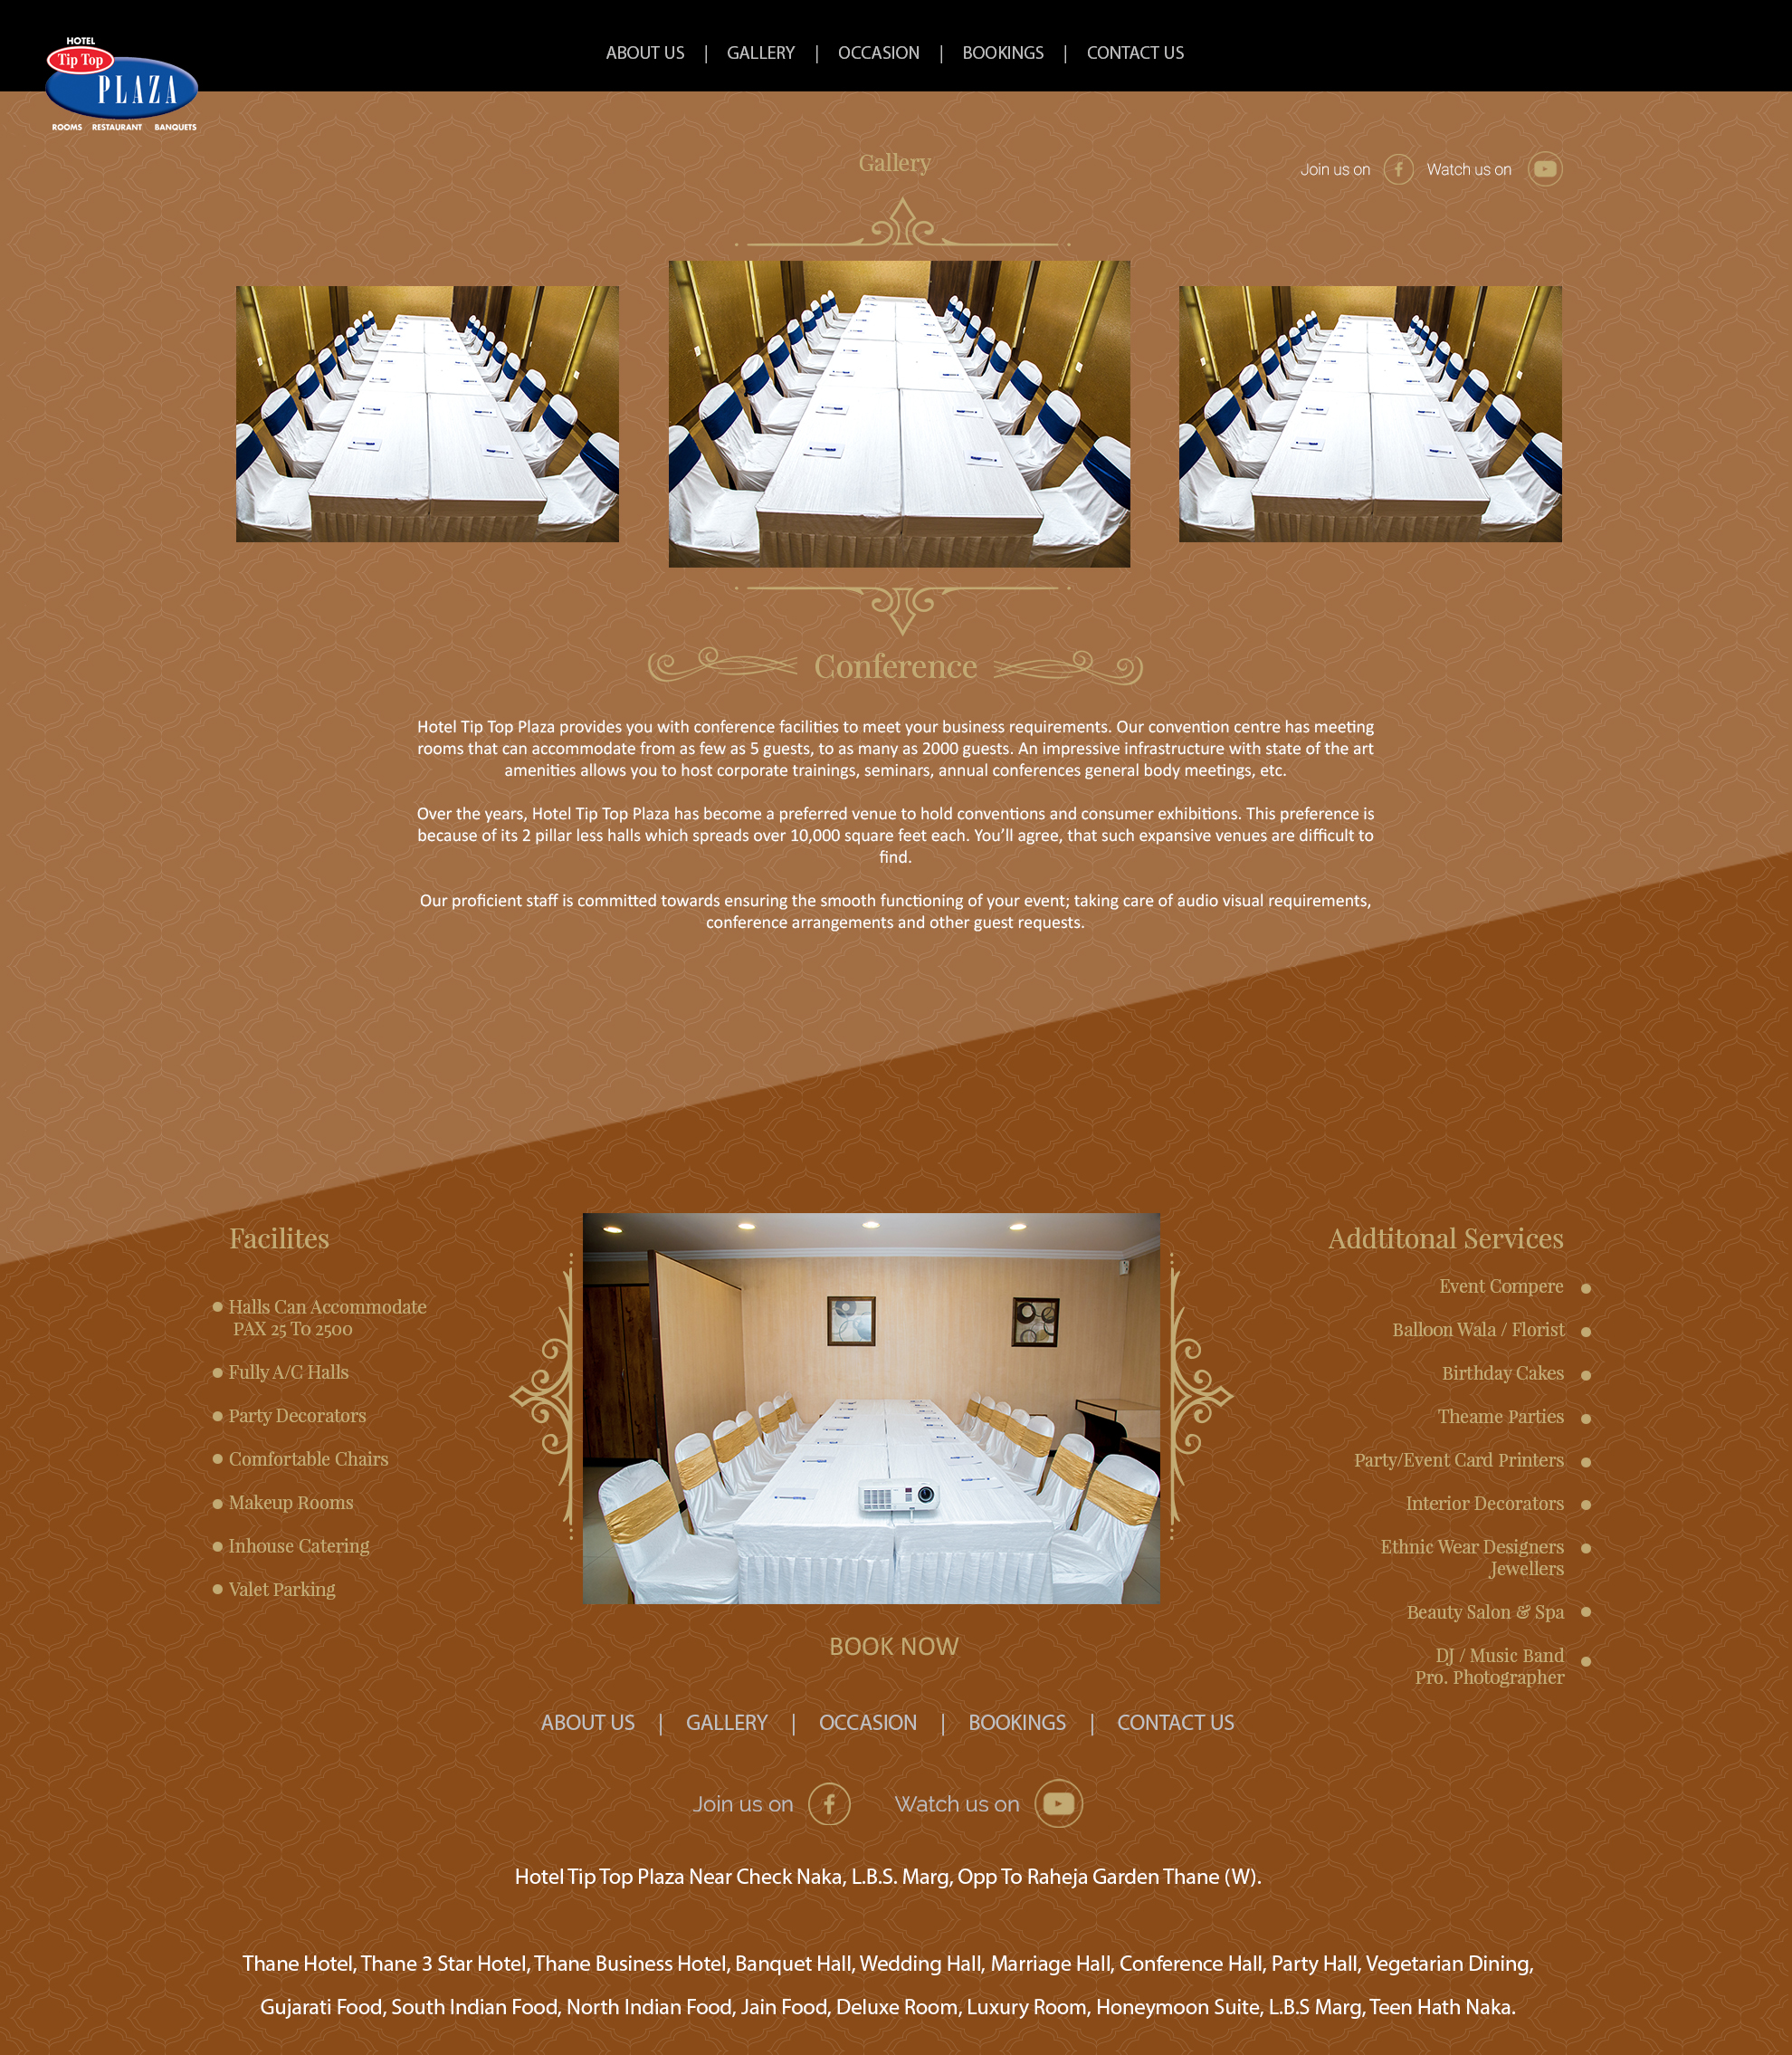 HOTEL
Tip Top
PLAZA
ROOMS RESTAURANT BANQUETS
ABOUT US | GALLERY | OCCASION | BOOKINGS | CONTACT US
Gallery
Join us on Watch us on
Conference
Hotel Tip Top Plaza provides you with conference facilities to meet your business requirements. Our convention centre has meeting
rooms that can accommodate from as few as 5 guests, to as many as 2000 guests. An impressive infrastructure with state of the art
amenities allows you to host corporate trainings, seminars, annual conferences general body meetings, etc.
Over the years, Hotel Tip Top Plaza has become a preferred venue to hold conventions and consumer exhibitions. This preference is
because of its 2 pillar less halls which spreads over 10,000 square feet each. You’ll agree, that such expansive venues are difficult to
find.
Our proficient staff is committed towards ensuring the smooth functioning of your event; taking care of audio visual requirements,
conference arrangements and other guest requests.
Facilites
Halls Can Accommodate
PAX 25 To 2500
Fully A/C Halls
Party Decorators
Comfortable Chairs
Makeup Rooms
Inhouse Catering
Valet Parking
Addtitonal Services
Event Compere
Balloon Wala / Florist
Birthday Cakes
Theame Parties
Party/Event Card Printers
Interior Decorators
Ethnic Wear Designers
Jewellers
Beauty Salon & Spa
DJ / Music Band
Pro. Photographer
BOOK NOW
ABOUT US | GALLERY | OCCASION | BOOKINGS | CONTACT US
Join us on Watch us on
Hotel Tip Top Plaza Near Check Naka, L.B.S. Marg, Opp To Raheja Garden Thane (W).
Thane Hotel, Thane 3 Star Hotel, Thane Business Hotel, Banquet Hall, Wedding Hall, Marriage Hall, Conference Hall, Party Hall, Vegetarian Dining,
Gujarati Food, South Indian Food, North Indian Food, Jain Food, Deluxe Room, Luxury Room, Honeymoon Suite, L.B.S Marg, Teen Hath Naka.